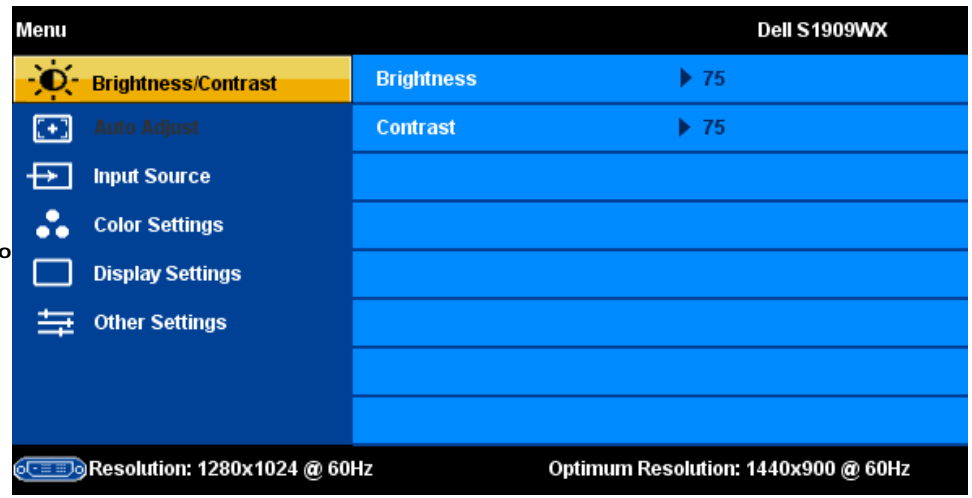 Menu Dell S1909WX
Brightness/Contrast Brightness 75
Auto Adjust Contrast 75
Input Source
Color Settings
o
Display Settings
Other Settings
Resolution: 1280x1024 @ 60Hz Optimum Resolution: 1440x900 @ 60Hz